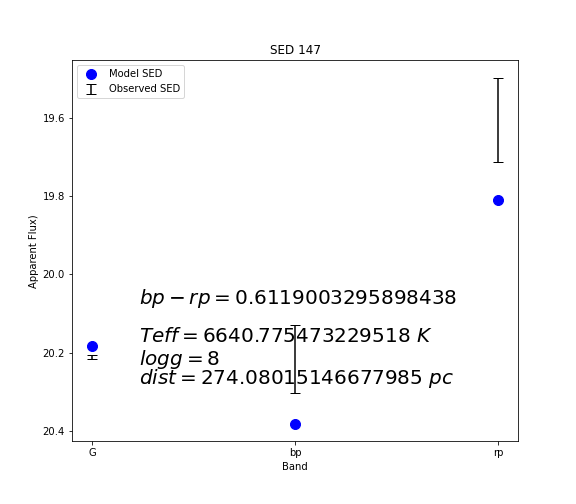 SED 147
Model SED
Observed SED
19.6
19.8
20.0
20.2
20.4
Apparent Flux)
bp − rp = 0.6119003295898438
Teff = 6640.775473229518 K
logg = 8
dist = 274.08015146677985 pc
G
bp
rp
Band